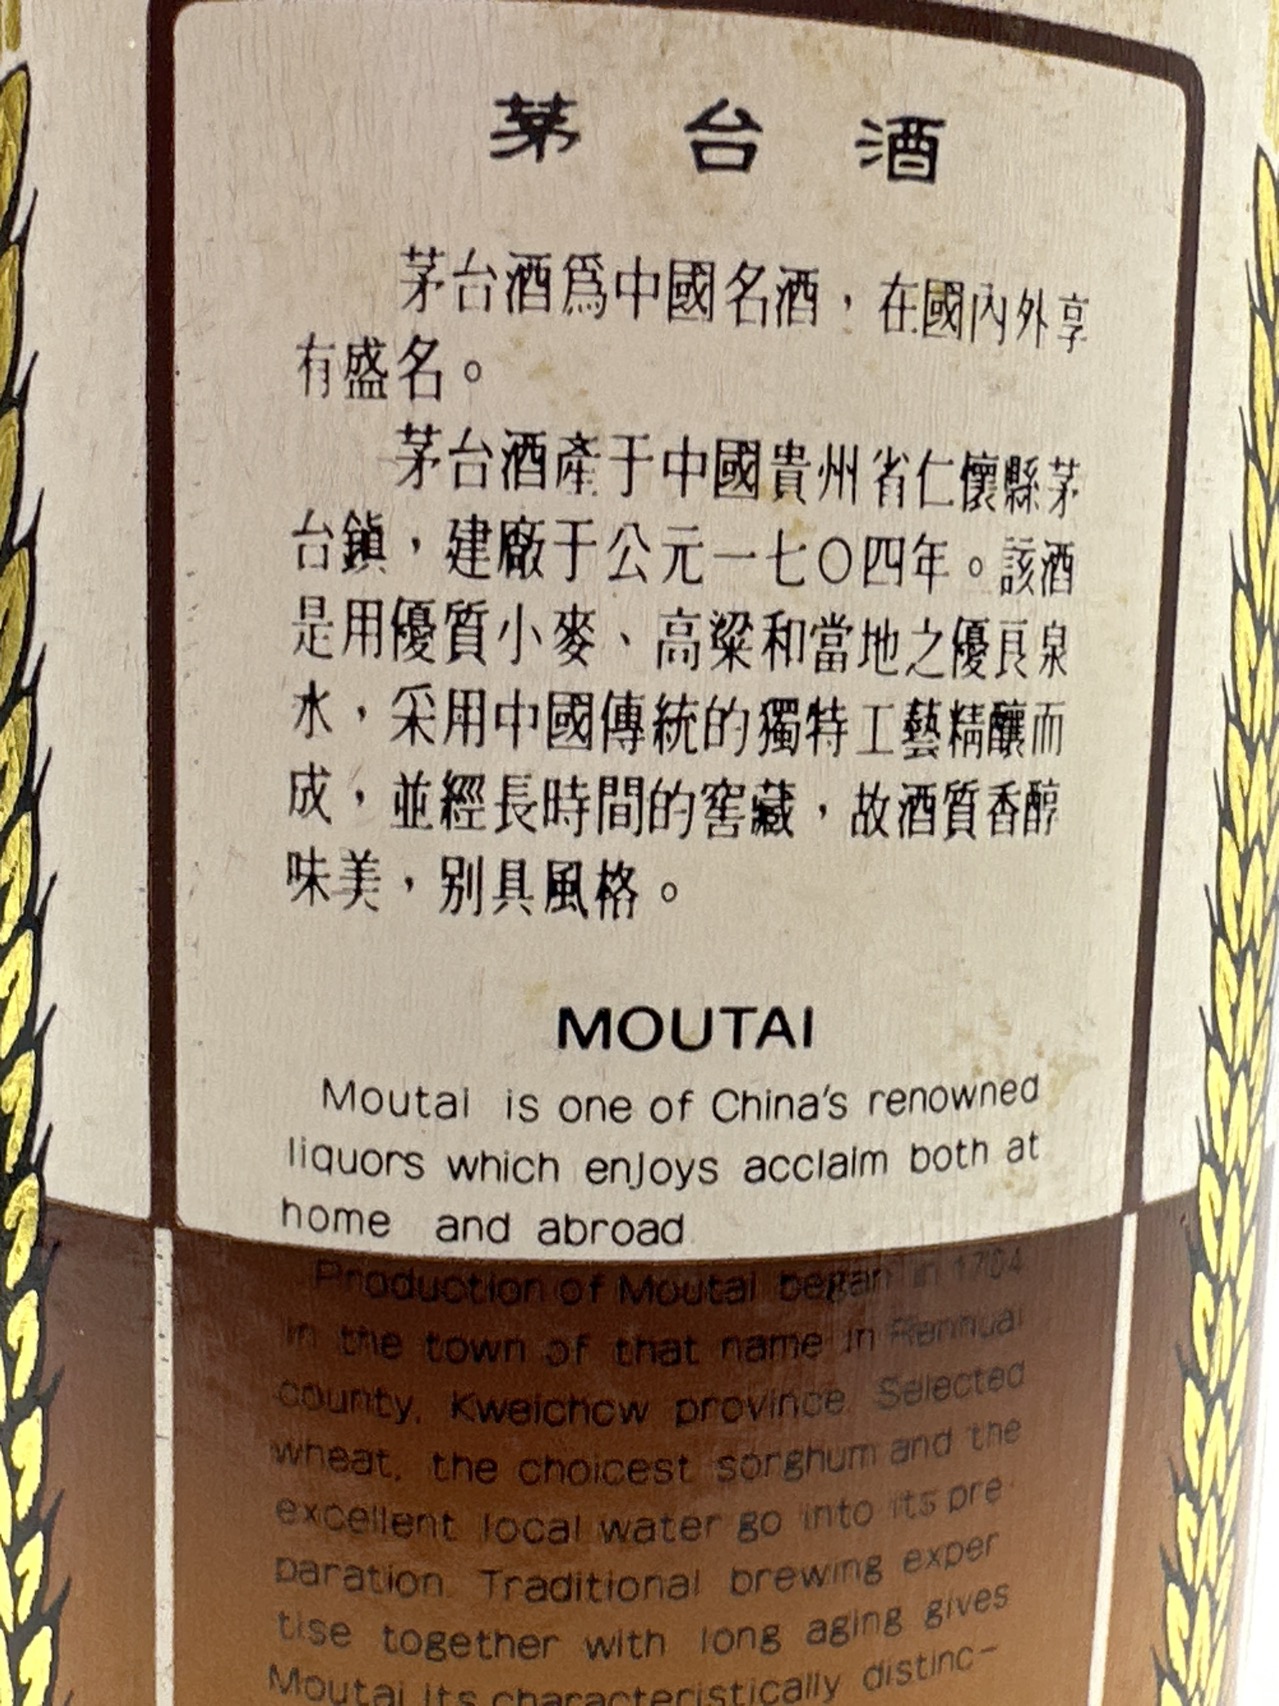 茅台酒
茅台酒爲中國名酒，在國內外享
有盛名。
茅台酒產于中國貴州省仁懷縣茅
台鎮，建廠于公元一七〇四年。該酒
是用優質小麥、高粱和當地之優良泉
水，采用中國傳統的獨特工藝精釀而
成，並經長時間的窖藏，故酒質香醇
味美，别具風格。
MOUTAI
Moutai is one of China's renowned
liquors which enjoys acclaim both at
home and abroad
Production of Moutai began in 1704
in the town of that name in
county, Kweichow province. Selected
wheat, the choicest sorghum and the
excellent local water go into its pre-
paration. Traditional brewing exper
tise together with long aging gives
Moutai its characteristically distinc-